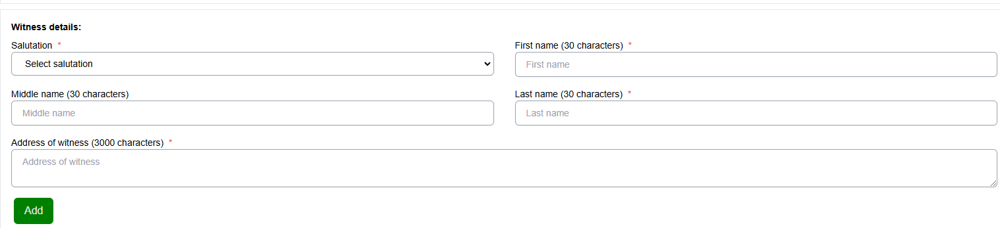 Witness details:
Salutation *
First name (30 characters) *
Select salutation
First name
Middle name (30 characters)
Last name (30 characters) *
Middle name
Last name
Address of witness (3000 characters) *
Address of witness
Add